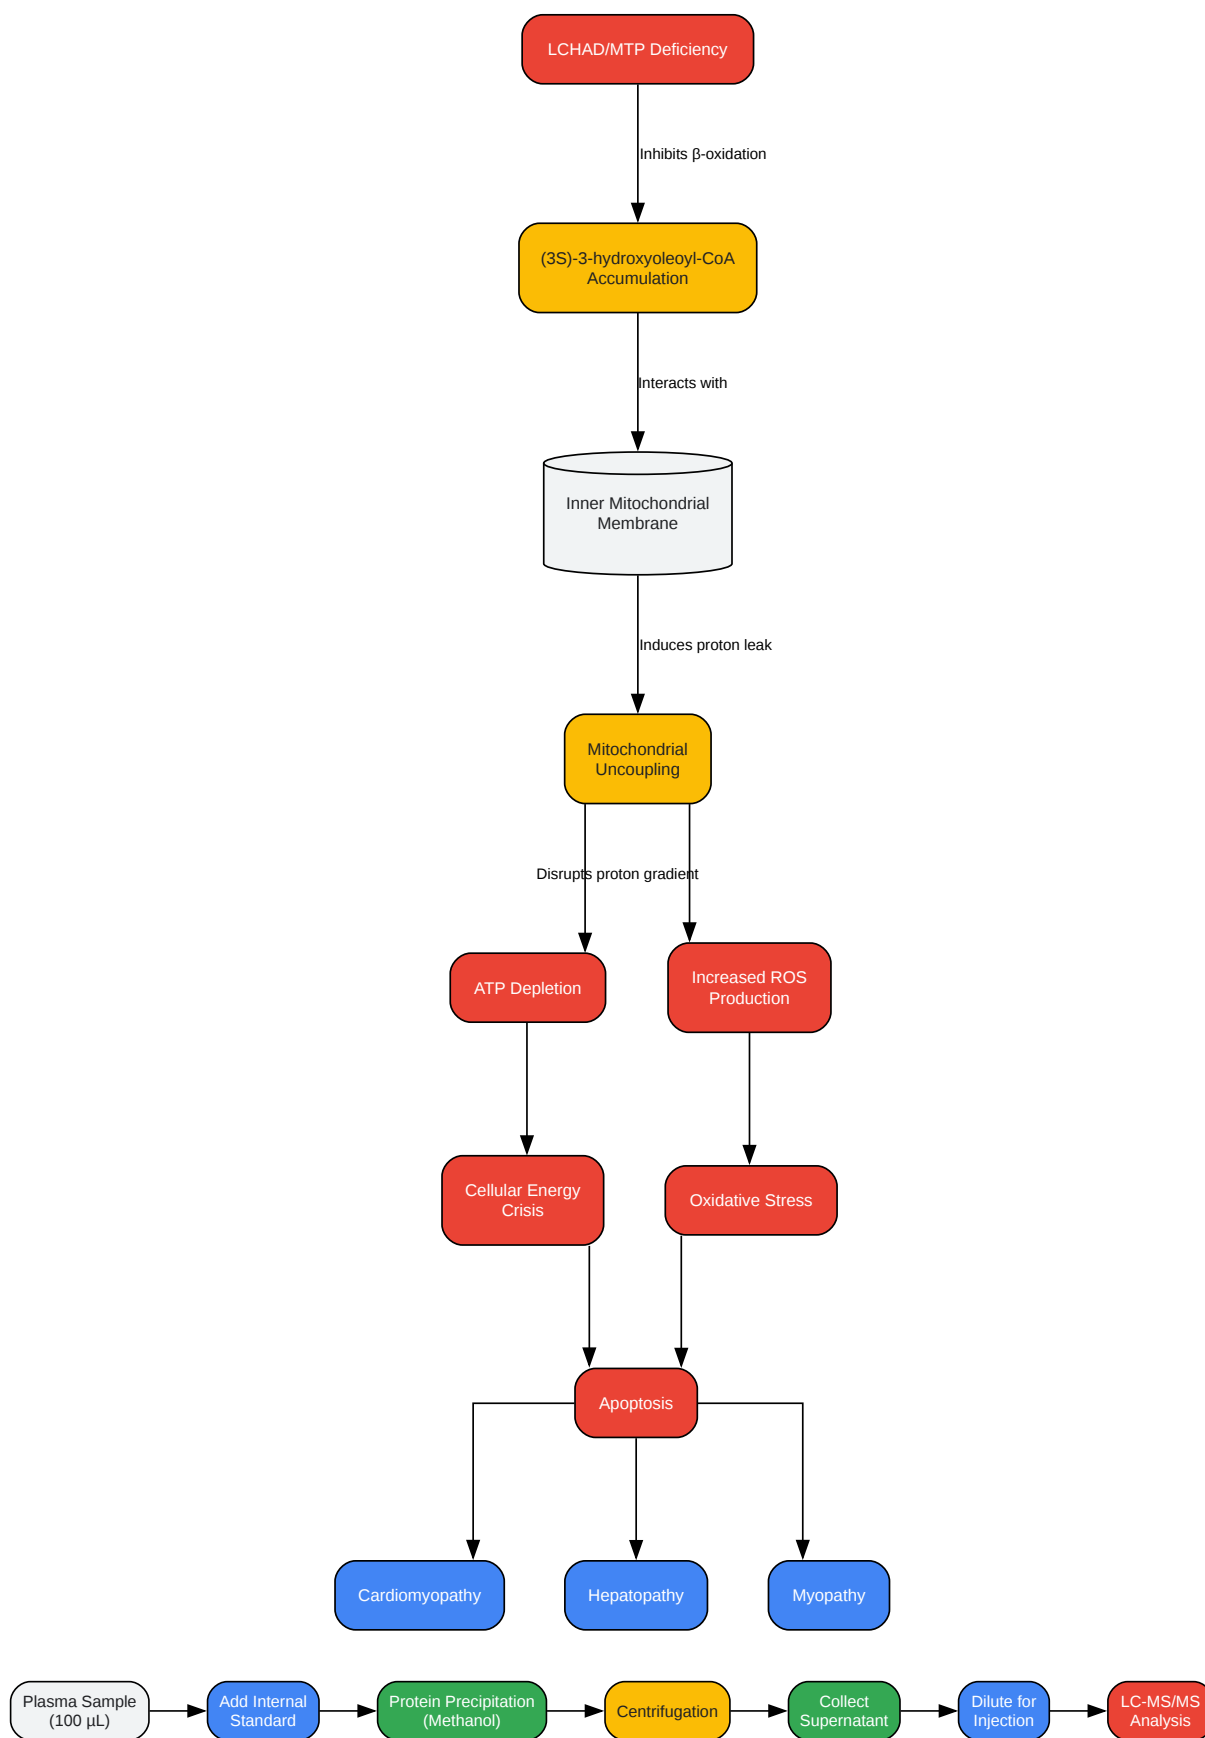 LCHAD/MTP Deficiency
Inhibits β-oxidation
(3S)-3-hydroxyoleoyl-CoA
Accumulation
Interacts with
Inner Mitochondrial
Membrane
Induces proton leak
Mitochondrial
Uncoupling
Disrupts proton gradient
ATP Depletion
Increased ROS
Production
Cellular Energy
Crisis
Oxidative Stress
Apoptosis
Cardiomyopathy
Hepatopathy
Myopathy
Plasma Sample
(100 µL)
Add Internal
Standard
Protein Precipitation
(Methanol)
Centrifugation
Collect
Supernatant
Dilute for
Injection
LC-MS/MS
Analysis